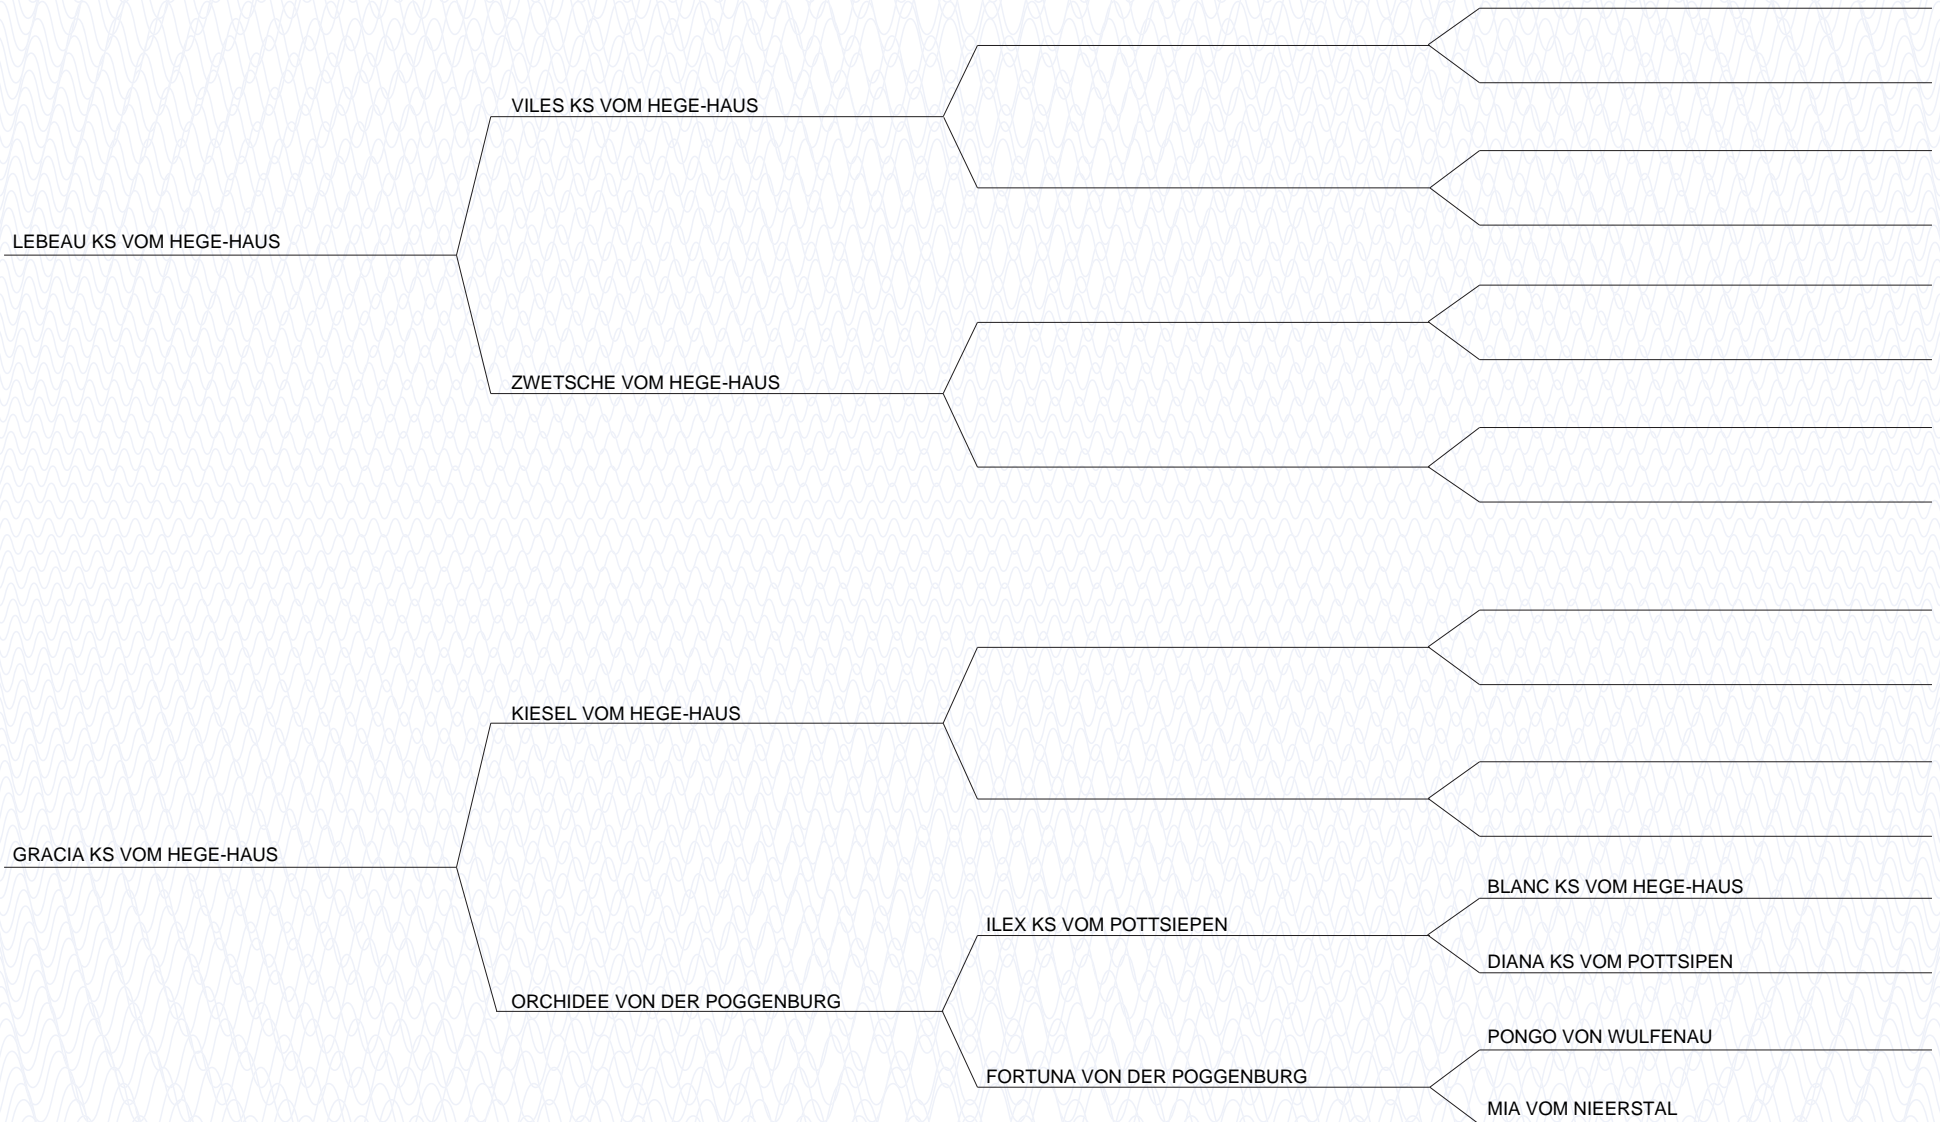 VILES KS VOM HEGE-HAUS
LEBEAU KS VOM HEGE-HAUS
ZWETSCHE VOM HEGE-HAUS
KIESEL VOM HEGE-HAUS
GRACIA KS VOM HEGE-HAUS
BLANC KS VOM HEGE-HAUS
ILEX KS VOM POTTSIEPEN
DIANA KS VOM POTTSIPEN
ORCHIDEE VON DER POGGENBURG
PONGO VON WULFENAU
FORTUNA VON DER POGGENBURG
MIA VOM NIEERSTAL